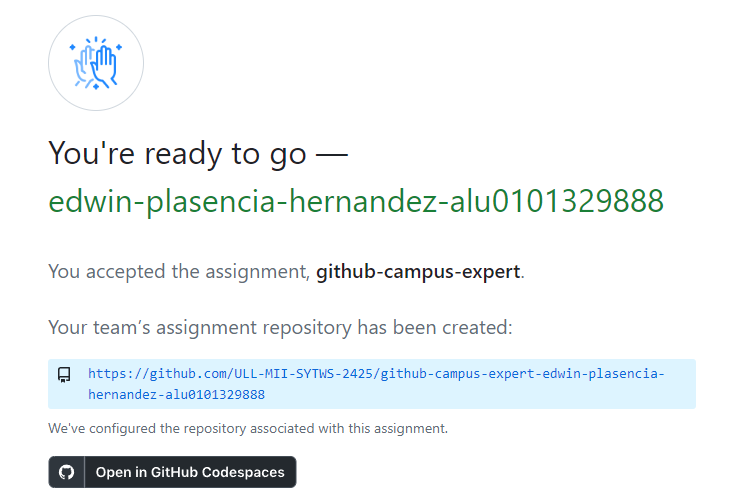 You're ready to go —
edwin-plasencia-hernandez-alu0101329888
You accepted the assignment, github-campus-expert.
Your team’s assignment repository has been created:
https://github.com/ULL-MII-SYTWS-2425/github-campus-expert-edwin-plasencia-
hernandez-alu0101329888
We've configured the repository associated with this assignment.
Open in GitHub Codespaces